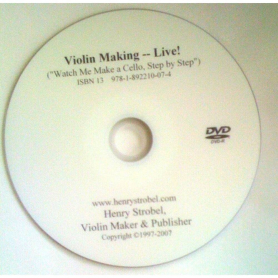 Violin Making -- Live!
("Watch Me Make a Cello, Step by Step")
ISBN 13 978-1-892210-07-4
DVD
www.henrystrobel.com
Henry Strobel,
Violin Maker & Publisher
Copyright ©1997-2007